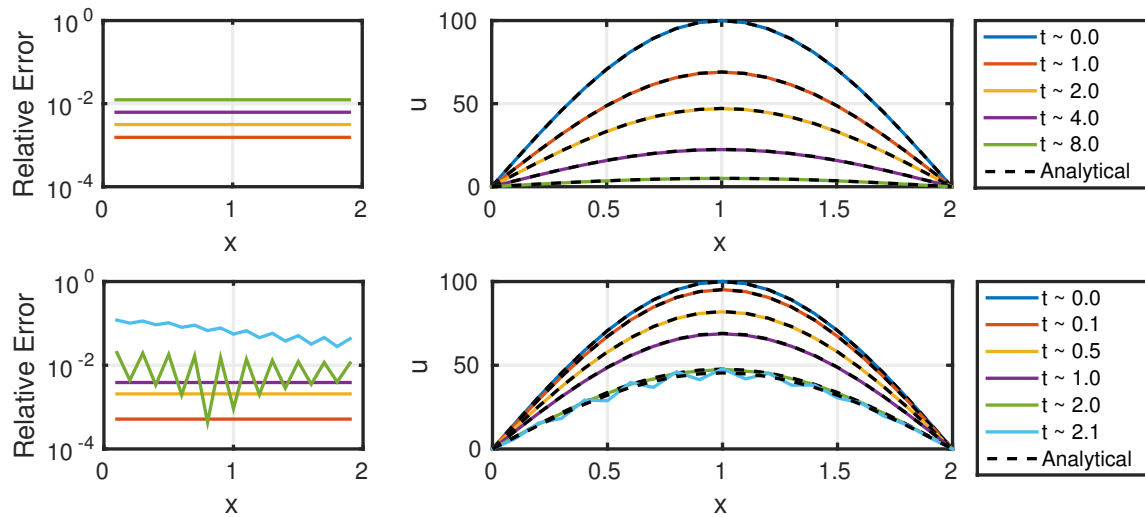 Relative Error
10^0
10^-2
10^-4
0
1
2
x
u
100
50
0
0
0.5
1
1.5
2
x
t ~ 0.0
t ~ 1.0
t ~ 2.0
t ~ 4.0
t ~ 8.0
Analytical
Relative Error
10^0
10^-2
10^-4
0
1
2
x
u
100
50
0
0
0.5
1
1.5
2
x
t ~ 0.0
t ~ 0.1
t ~ 0.5
t ~ 1.0
t ~ 2.0
t ~ 2.1
Analytical